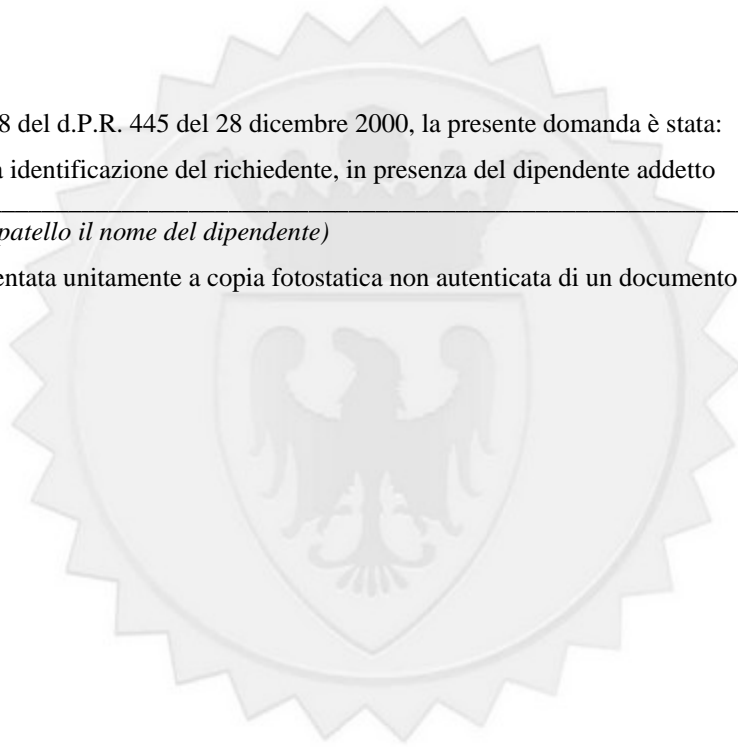 8 del d.P.R. 445 del 28 dicembre 2000, la presente domanda è stata:
a identificazione del richiedente, in presenza del dipendente addetto
______________________________________________________________
patello il nome del dipendente)
entata unitamente a copia fotostatica non autenticata di un documento